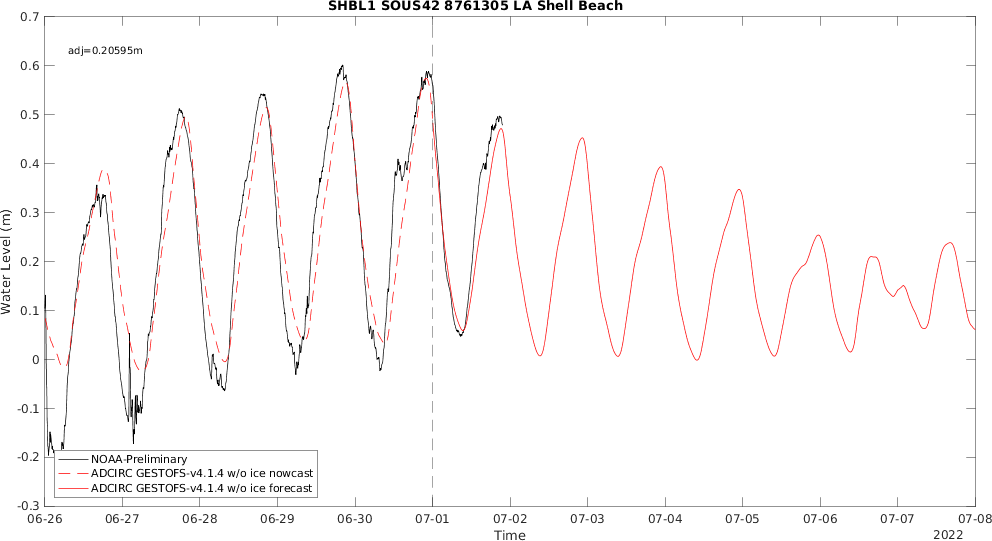 SHBL1 SOUS42 8761305 LA Shell Beach
adj=0.20595m
Water Level (m)
0.7
0.6
0.5
0.4
0.3
0.2
0.1
0
-0.1
-0.2
-0.3
NOAA-Preliminary
ADCIRC GESTOFS-v4.1.4 w/o ice nowcast
ADCIRC GESTOFS-v4.1.4 w/o ice forecast
06-26 06-27 06-28 06-29 06-30 07-01 07-02 07-03 07-04 07-05 07-06 07-07 07-08
Time
2022